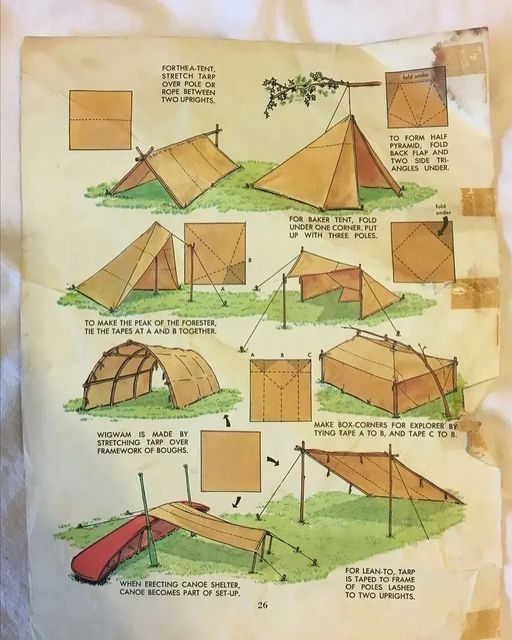 FOR THE A-TENT,
STRETCH TARP
OVER POLE OR
ROPE BETWEEN
TWO UPRIGHTS.
fold under
TO FORM HALF
PYRAMID, FOLD
BACK FLAP AND
TWO SIDE TRI-
ANGLES UNDER.
fold
under
FOR BAKER TENT, FOLD
UNDER ONE CORNER. PUT
UP WITH THREE POLES.
B
A
TO MAKE THE PEAK OF THE FORESTER,
TIE THE TAPES AT A AND B TOGETHER.
A B C
WIGWAM IS MADE BY
STRETCHING TARP OVER
FRAMEWORK OF BOUGHS.
MAKE BOX-CORNERS FOR EXPLORER BY
TYING TAPE A TO B, AND TAPE C TO B.
WHEN ERECTING CANOE SHELTER,
CANOE BECOMES PART OF SET-UP.
FOR LEAN-TO, TARP
IS TAPED TO FRAME
OF POLES LASHED
TO TWO UPRIGHTS.
26